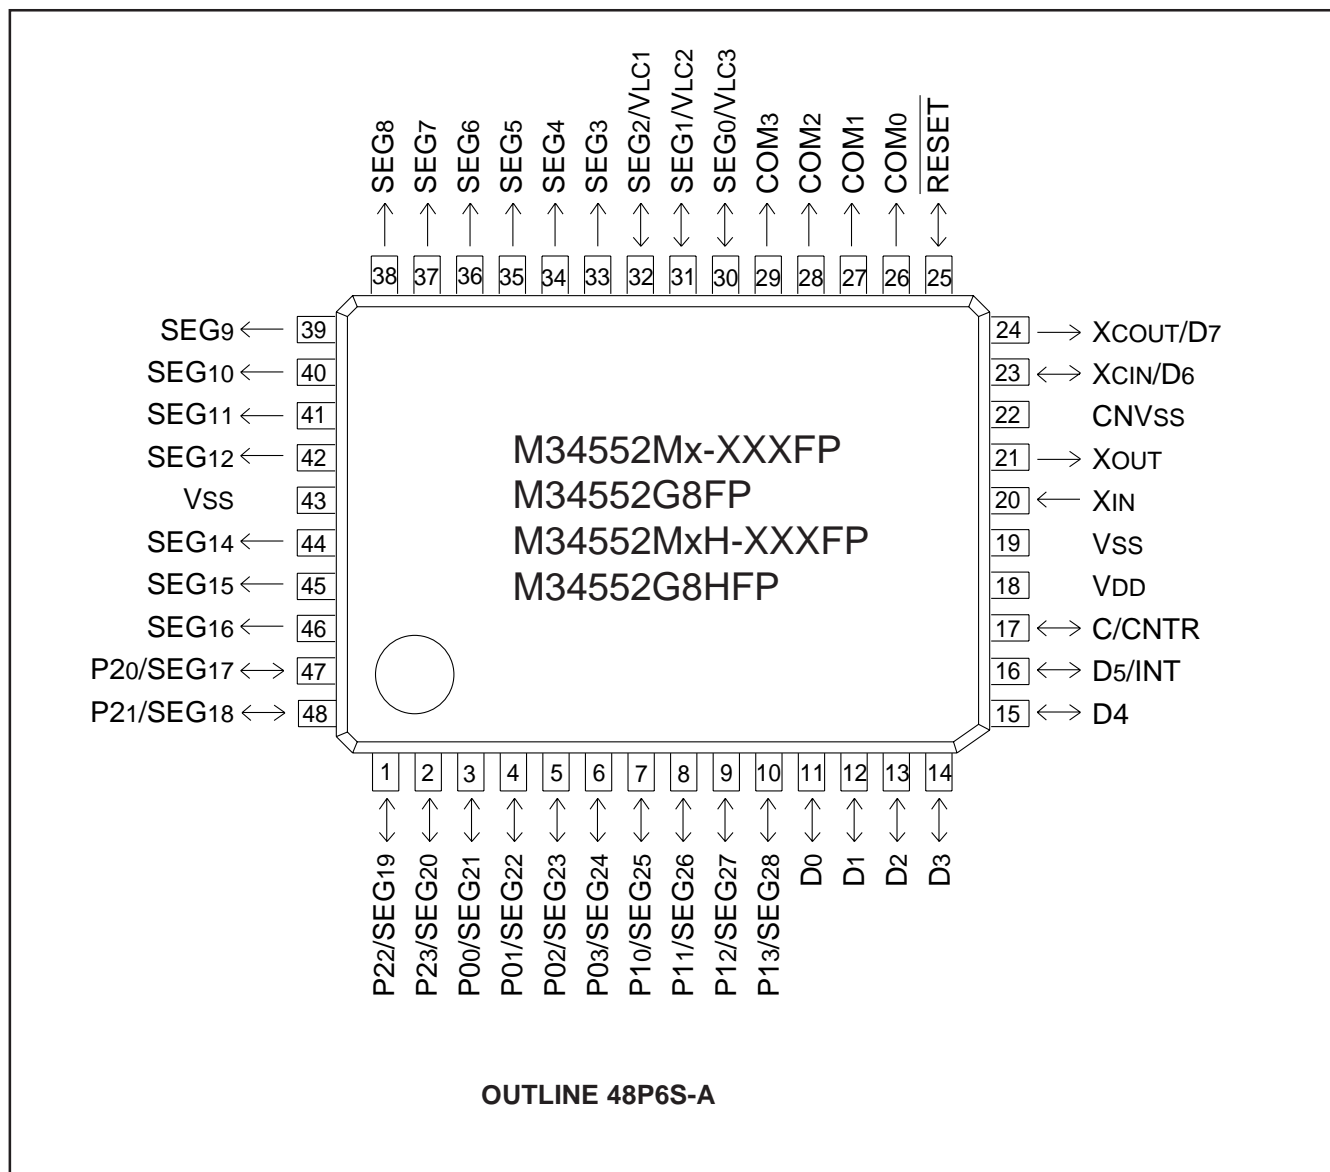 SEG8
SEG7
SEG6
SEG5
SEG4
SEG3
SEG2/VLC1
SEG1/VLC2
SEG0/VLC3
COM3
COM2
COM1
COM0
RESET
38
37
36
35
34
33
32
31
30
29
28
27
26
25
SEG9 39
SEG10 40
SEG11 41
SEG12 42
VSS 43
SEG14 44
SEG15 45
SEG16 46
P20/SEG17 47
P21/SEG18 48
M34552Mx-XXXFP
M34552G8FP
M34552MxH-XXXFP
M34552G8HFP
24 XCOUT/D7
23 XCIN/D6
22 CNVSS
21 XOUT
20 XIN
19 VSS
18 VDD
17 C/CNTR
16 D5/INT
15 D4
1
2
3
4
5
6
7
8
9
10
11
12
13
14
P22/SEG19
P23/SEG20
P00/SEG21
P01/SEG22
P02/SEG23
P03/SEG24
P10/SEG25
P11/SEG26
P12/SEG27
P13/SEG28
D0
D1
D2
D3
OUTLINE 48P6S-A